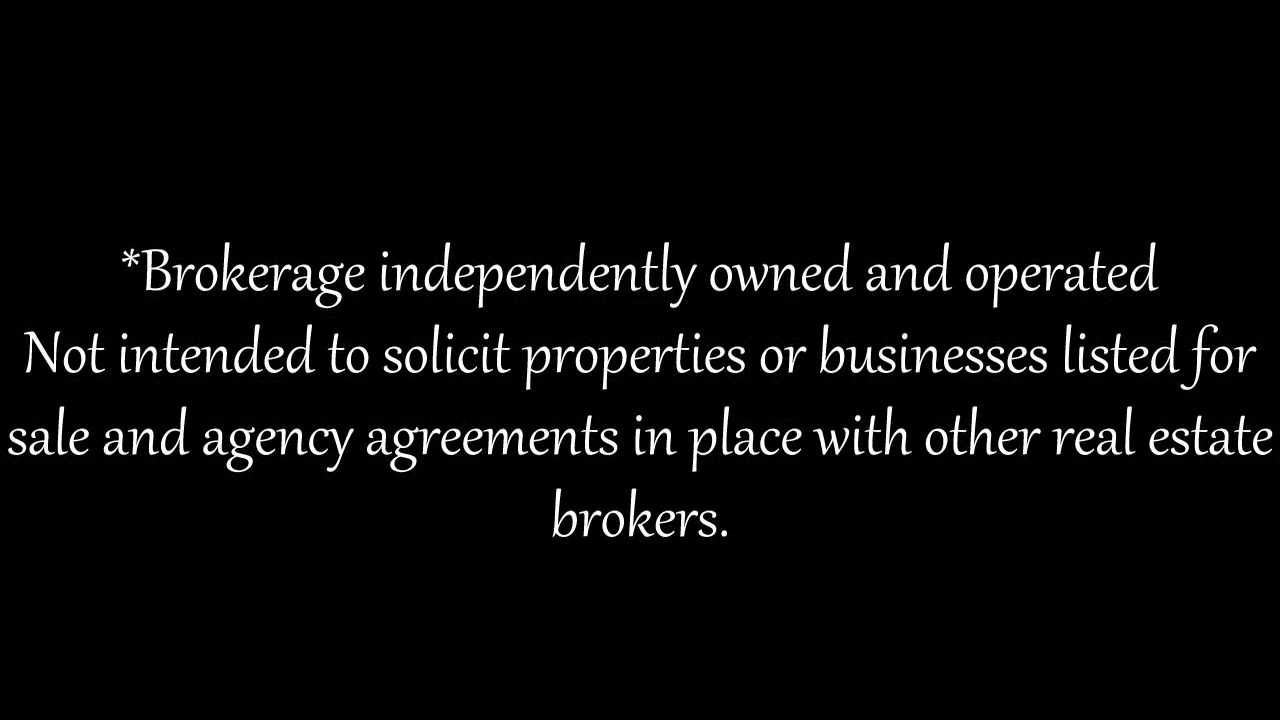 *Brokerage independently owned and operated
Not intended to solicit properties or businesses listed for
sale and agency agreements in place with other real estate
brokers.